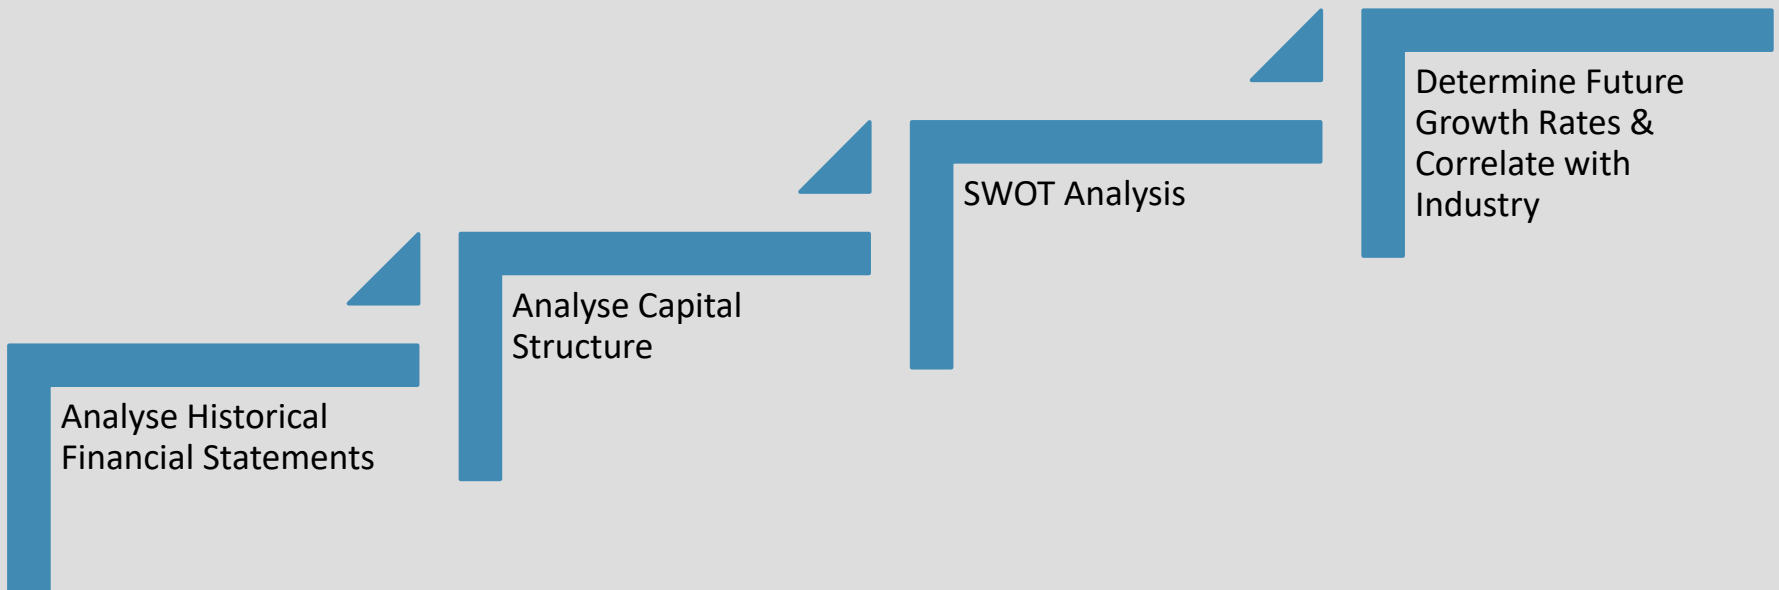 Analyse Historical
Financial Statements
Analyse Capital
Structure
SWOT Analysis
Determine Future
Growth Rates &
Correlate with
Industry